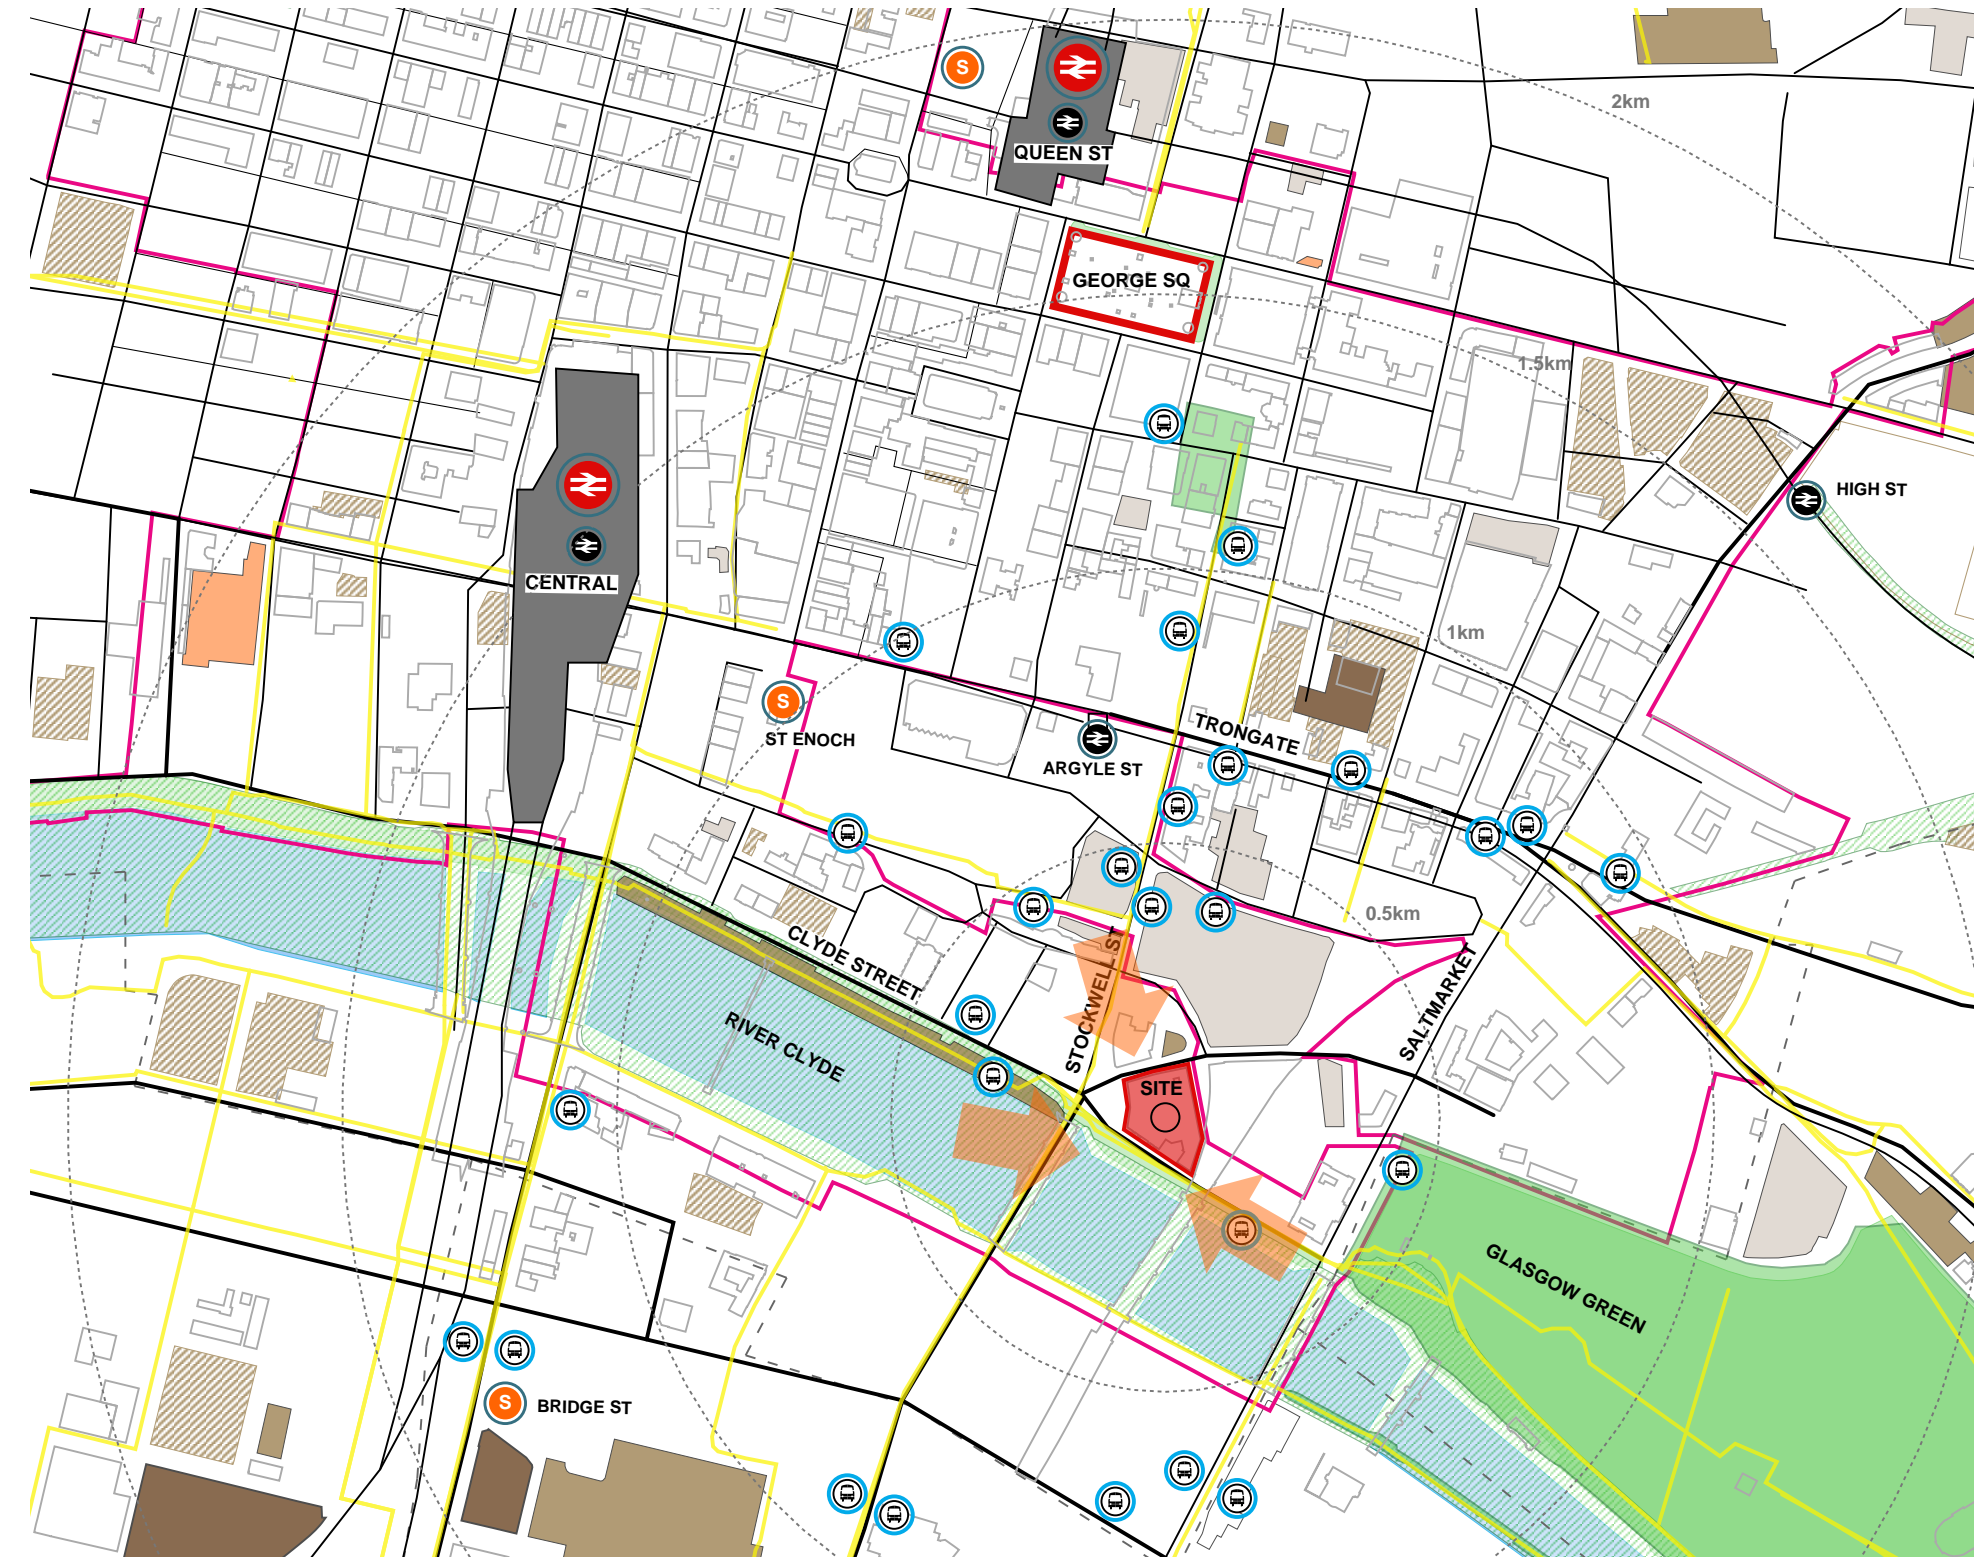 S
2km
QUEEN ST
GEORGE SQ
1.5km
HIGH ST
CENTRAL
1km
S
ST ENOCH
TRONGATE
ARGYLE ST
0.5km
CLYDE STREET
STOCKWELL ST
SALTMARKET
RIVER CLYDE
SITE
GLASGOW GREEN
S
BRIDGE ST